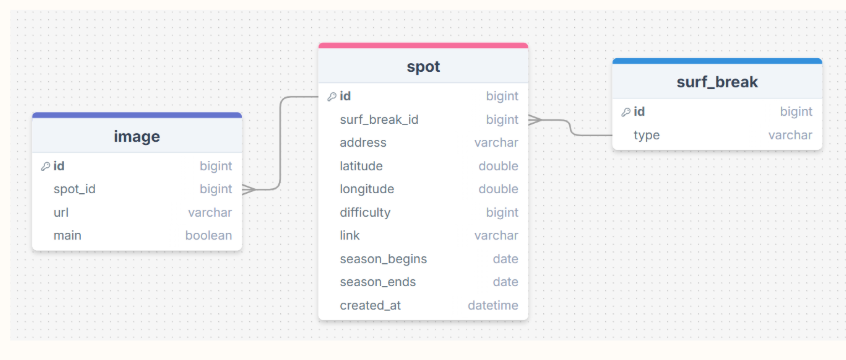 image
id bigint
spot_id bigint
url varchar
main boolean
spot
id bigint
surf_break_id bigint
address varchar
latitude double
longitude double
difficulty bigint
link varchar
season_begins date
season_ends date
created_at datetime
surf_break
id bigint
type varchar